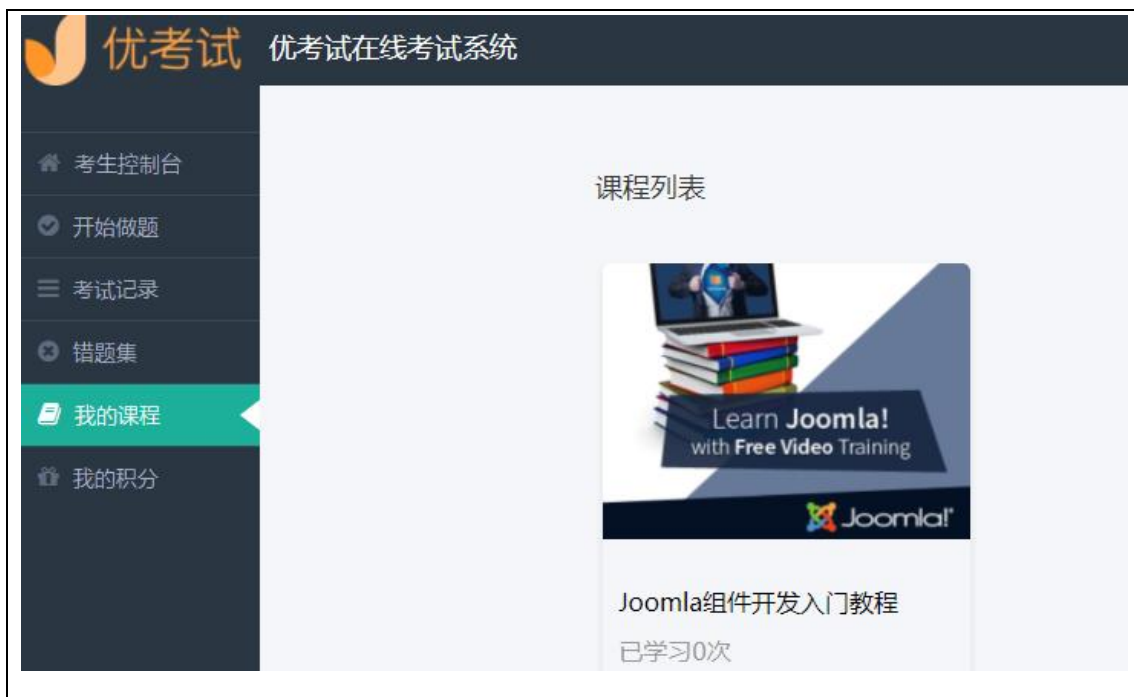 优考试 优考试在线考试系统
考生控制台
开始做题
考试记录
错题集
我的课程
我的积分
课程列表
Learn Joomla!
with Free Video Training
Joomla!
Joomla组件开发入门教程
已学习0次